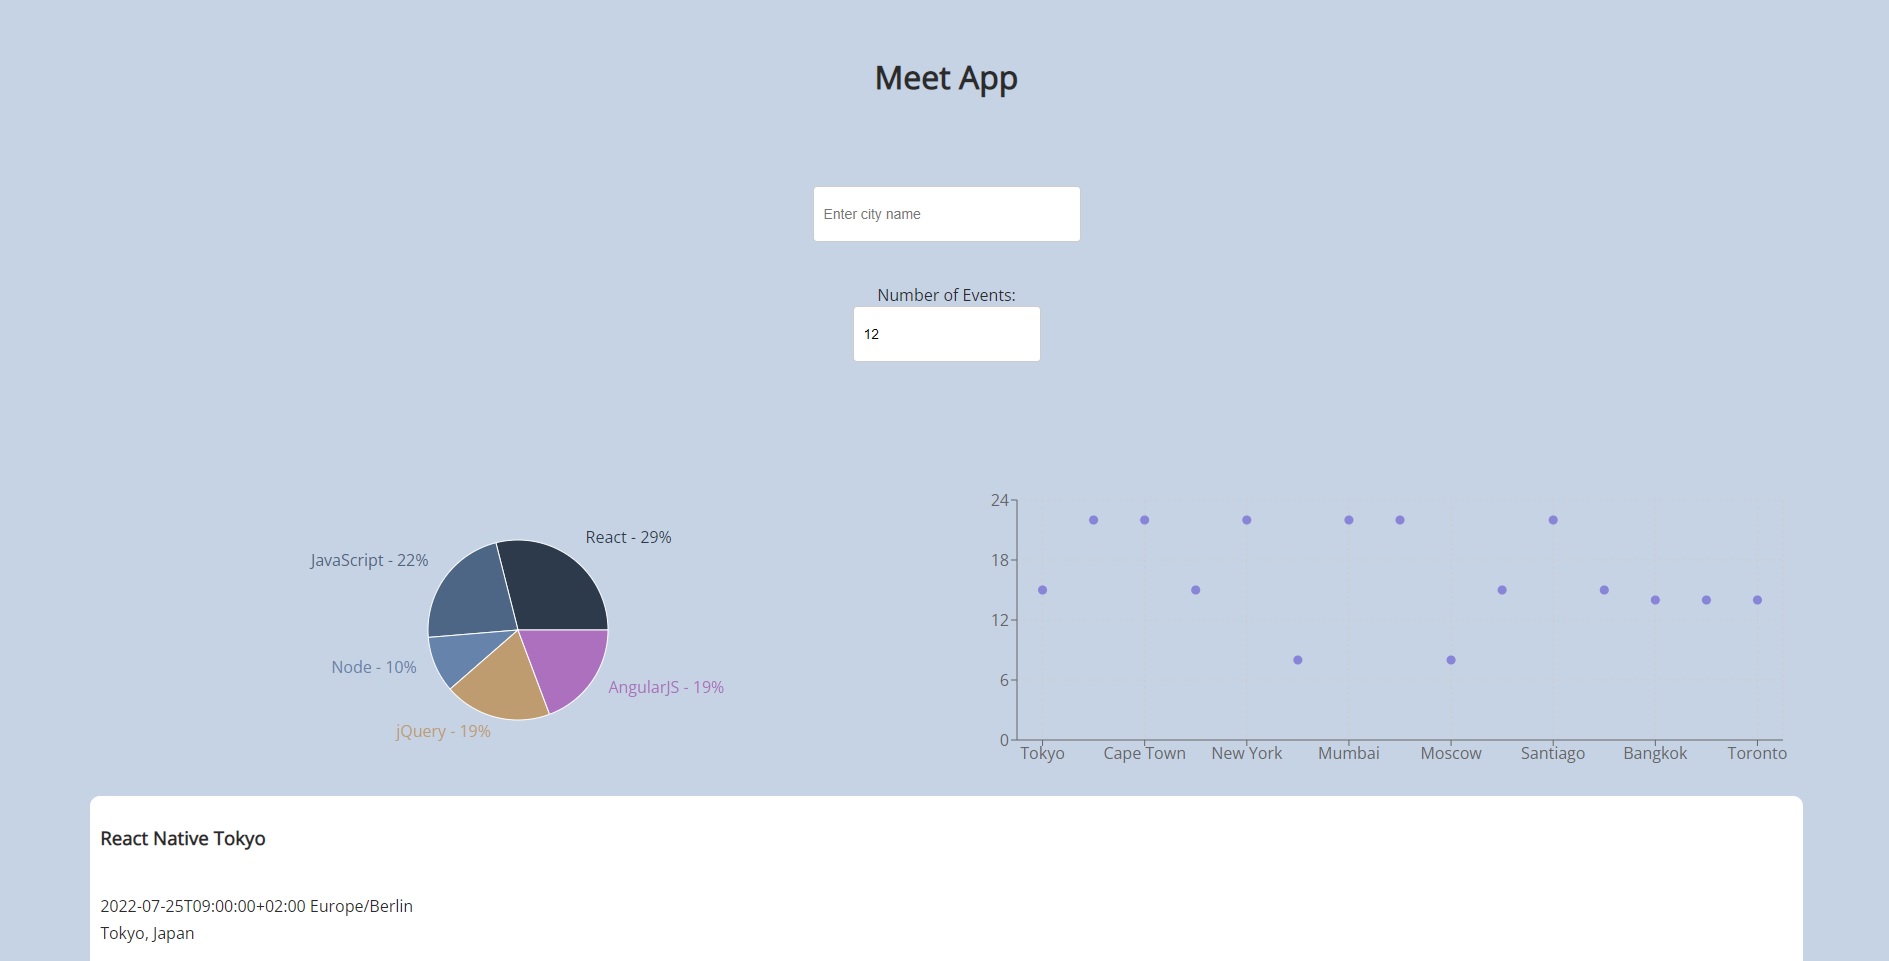 Meet App
Enter city name
Number of Events:
12
React - 29%
JavaScript - 22%
Node - 10%
AngularJS - 19%
jQuery - 19%
24
18
12
6
0
Tokyo Cape Town New York Mumbai Moscow Santiago Bangkok Toronto
React Native Tokyo
2022-07-25T09:00:00+02:00 Europe/Berlin
Tokyo, Japan